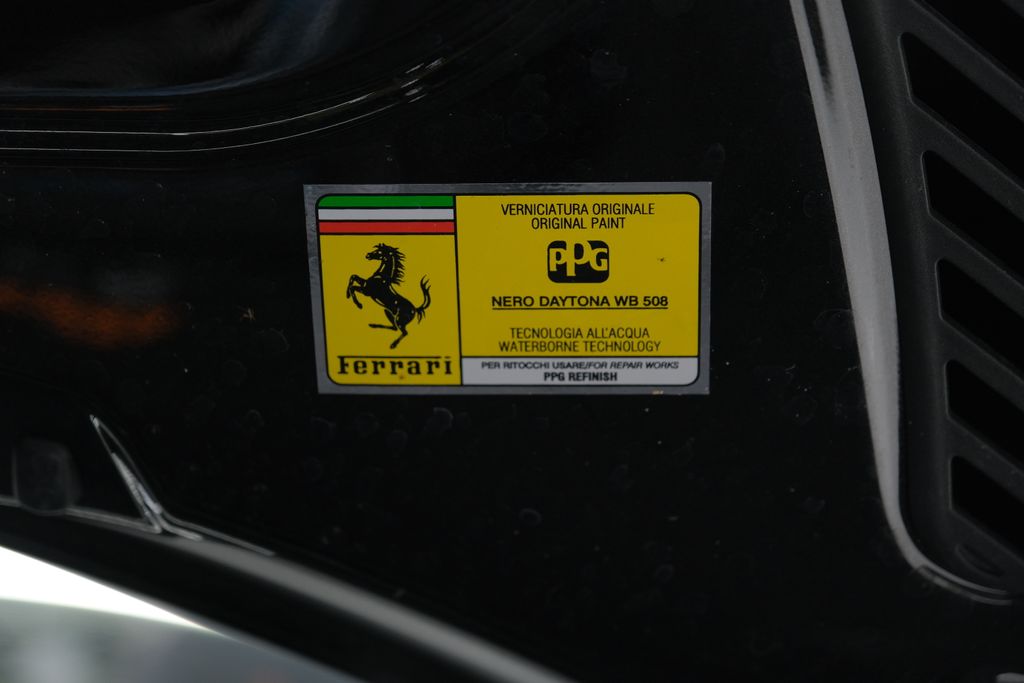 Ferrari
VERNICIATURA ORIGINALE
ORIGINAL PAINT
PPG
NERO DAYTONA WB 508
TECNOLOGIA ALL'ACQUA
WATERBORNE TECHNOLOGY
PER RITOCCHI USARE/FOR REPAIR WORKS
PPG REFINISH